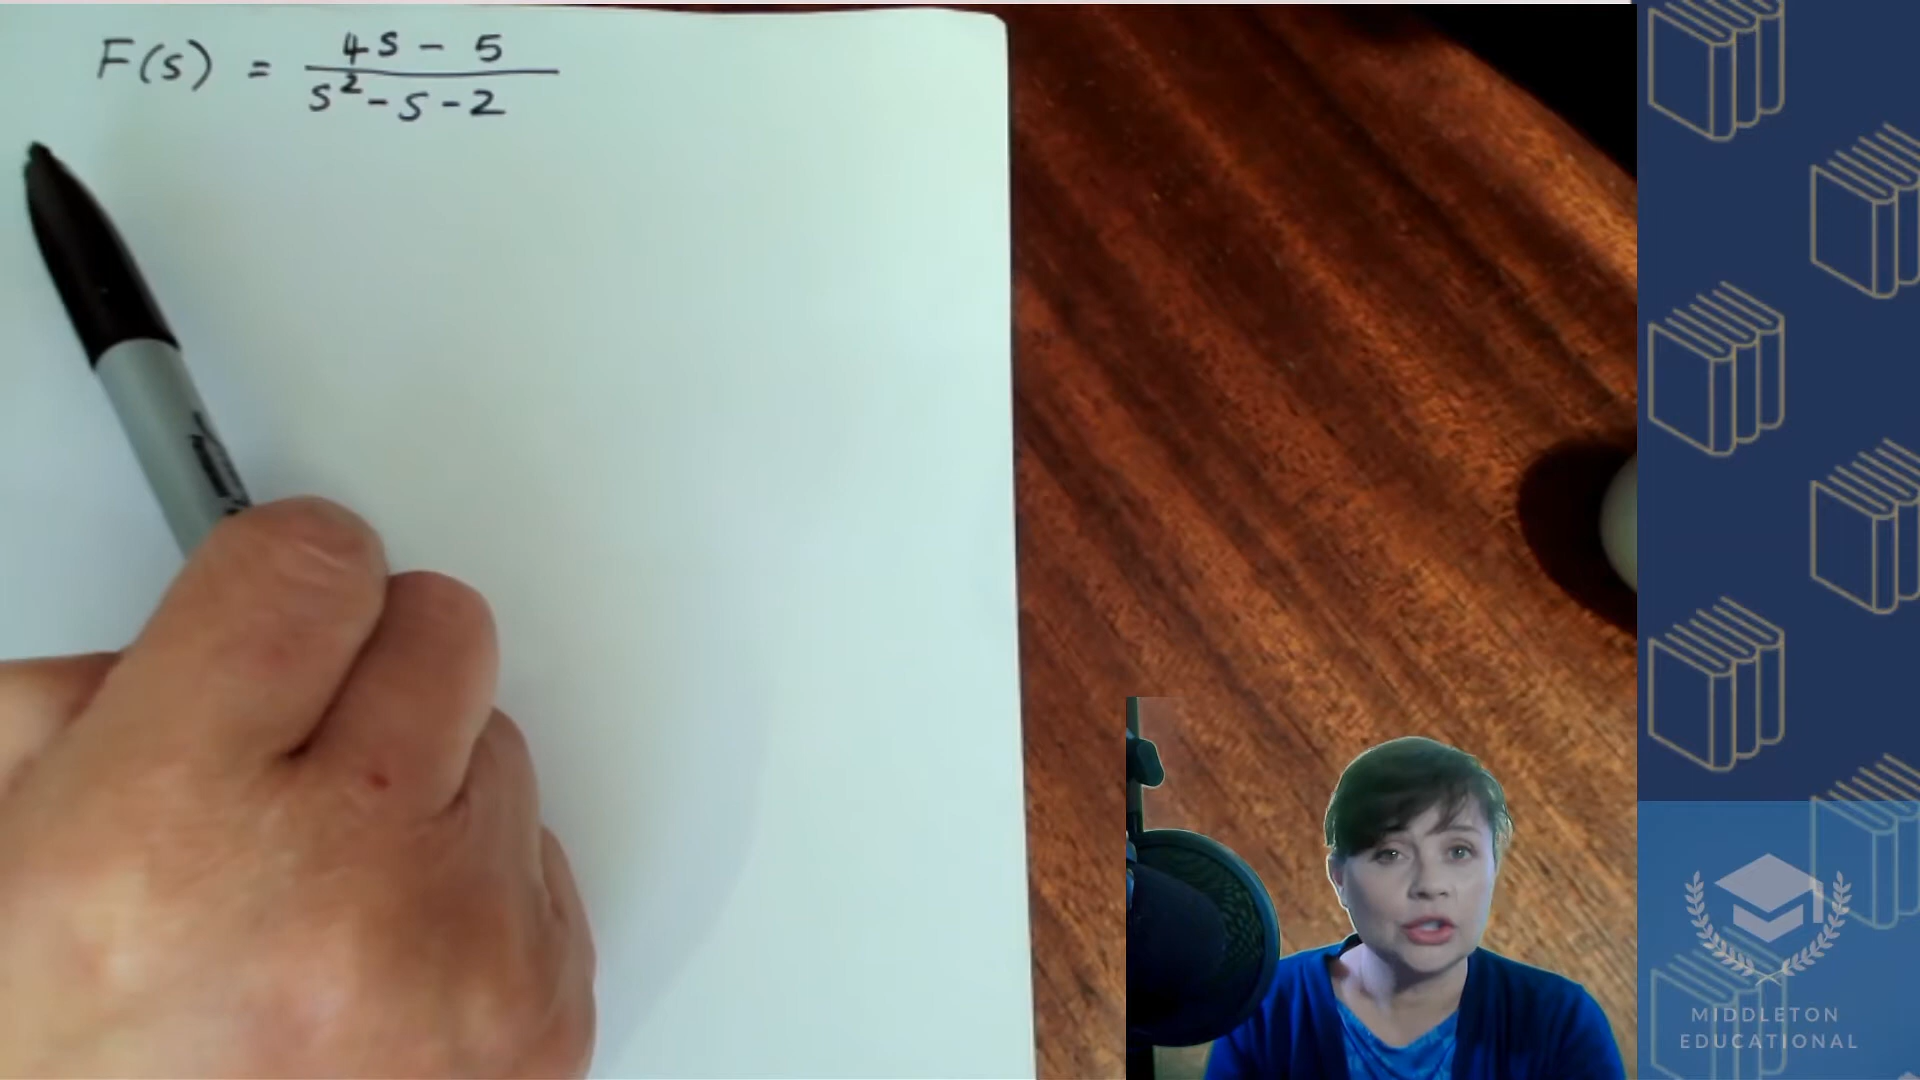 F(s) = 4s - 5
s² - s - 2
MIDDLETON
EDUCATIONAL